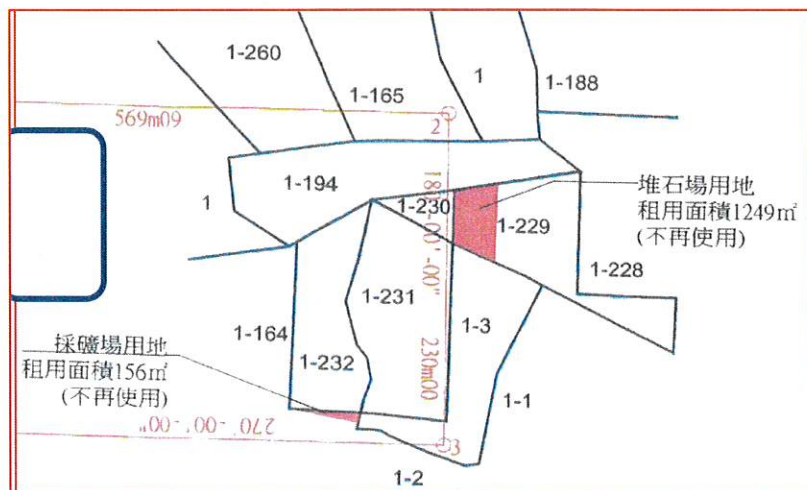 1-260
1-165
1
1-188
569m09
2
1-194
1
1-230
180°-00'-00"
1-229
堆石場用地
租用面積1249㎡
(不再使用)
1-228
1-231
230m00
1-3
1-164
1-232
採礦場用地
租用面積156㎡
(不再使用)
1-1
270°-00'-00"
3
1-2